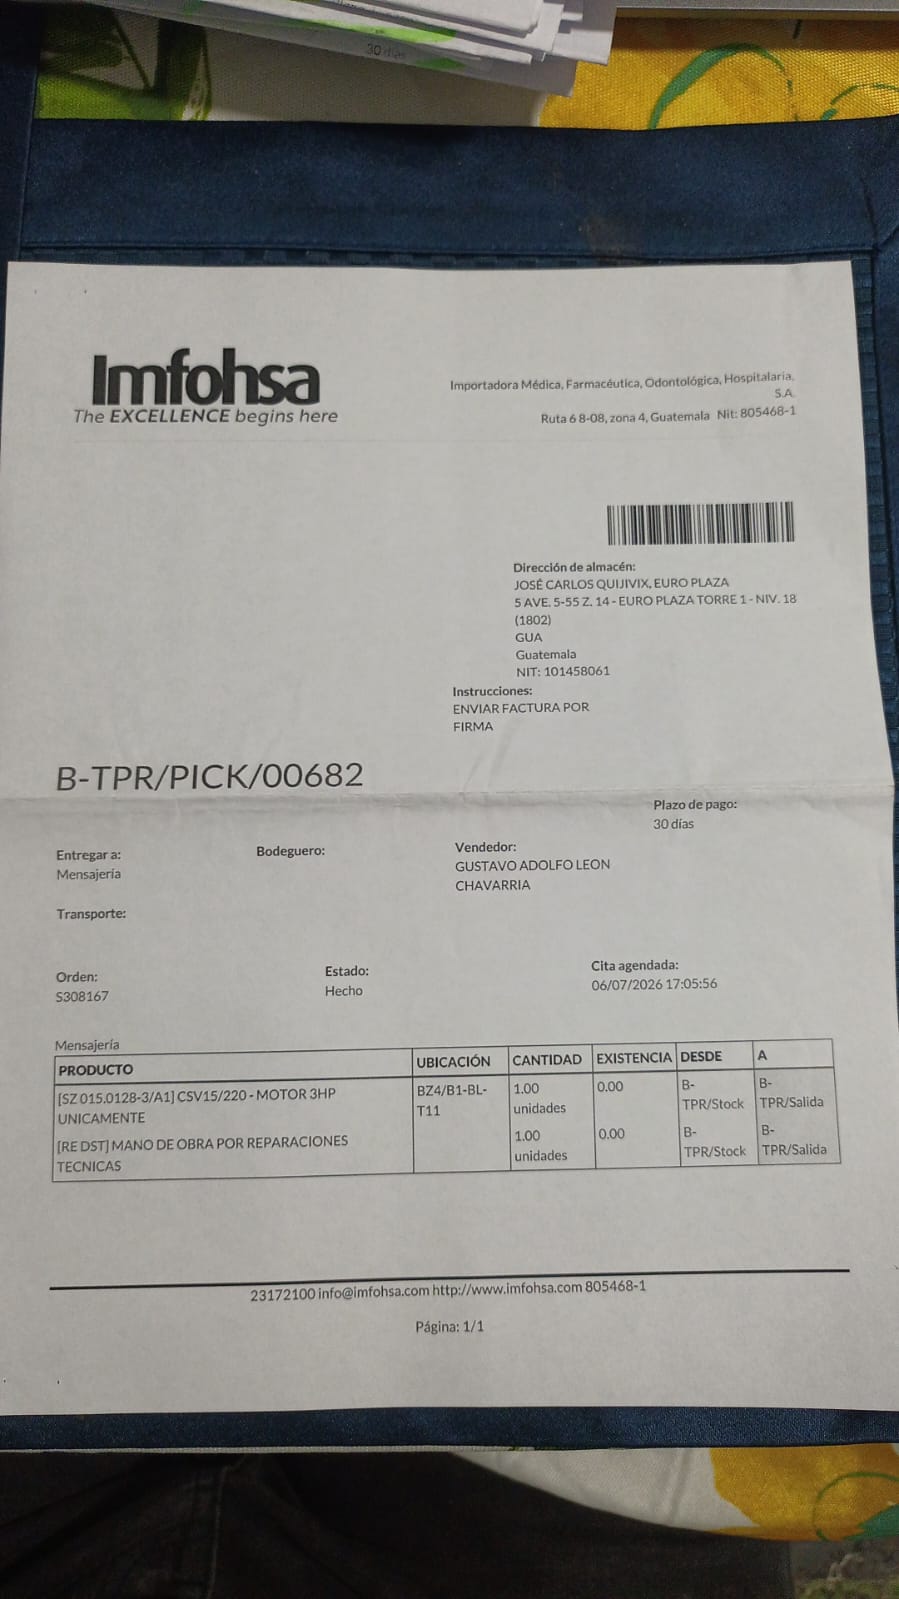 30 días
Imfohsa
The EXCELLENCE begins here
Importadora Médica, Farmacéutica, Odontológica, Hospitalaria,
S.A.
Ruta 6 8-08, zona 4, Guatemala Nit: 805468-1
Dirección de almacén:
JOSÉ CARLOS QUIJIVIX, EURO PLAZA
5 AVE. 5-55 Z. 14 - EURO PLAZA TORRE 1 - NIV. 18
(1802)
GUA
Guatemala
NIT: 101458061
Instrucciones:
ENVIAR FACTURA POR
FIRMA
B-TPR/PICK/00682
Plazo de pago:
30 días
Entregar a:
Mensajería
Bodeguero:
Vendedor:
GUSTAVO ADOLFO LEON
CHAVARRIA
Transporte:
Orden:
S308167
Estado:
Hecho
Cita agendada:
06/07/2026 17:05:56
Mensajería
PRODUCTO UBICACIÓN CANTIDAD EXISTENCIA DESDE A
[SZ 015.0128-3/A1] CSV15/220 - MOTOR 3HP BZ4/B1-BL- 1.00 0.00 B- B-
UNICAMENTE T11 unidades TPR/Stock TPR/Salida
[RE DST] MANO DE OBRA POR REPARACIONES 1.00 0.00 B- B-
TECNICAS unidades TPR/Stock TPR/Salida
23172100 info@imfohsa.com http://www.imfohsa.com 805468-1
Página: 1/1